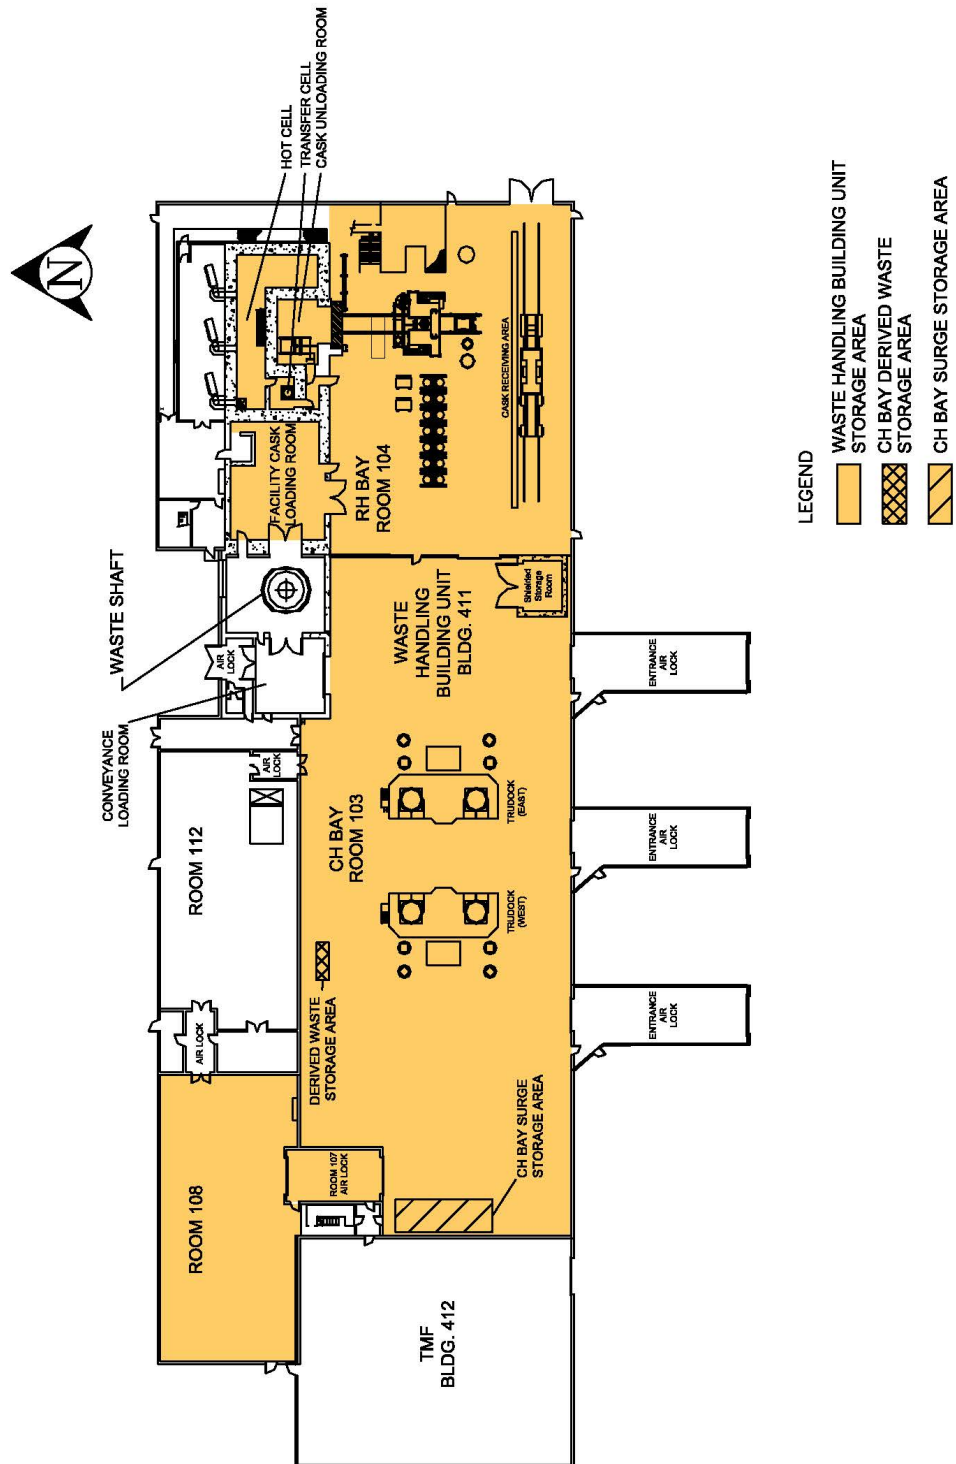 N
HOT CELL
TRANSFER CELL
CASK UNLOADING ROOM
FACILITY CASK
LOADING ROOM
RH BAY
ROOM 104
CASK RECEIVING AREA
WASTE SHAFT
CONVEYANCE
LOADING ROOM
AIR
LOCK
WASTE
HANDLING
BUILDING UNIT
BLDG. 411
Shielded
Storage
Room
ENTRANCE
AIR
LOCK
AIR
LOCK
ROOM 112
CH BAY
ROOM 103
TRUDOCK
(EAST)
ENTRANCE
AIR
LOCK
TRUDOCK
(WEST)
DERIVED WASTE
STORAGE AREA
AIR LOCK
ENTRANCE
AIR
LOCK
ROOM 108
ROOM 107
AIR LOCK
CH BAY SURGE
STORAGE AREA
TMF
BLDG. 412
LEGEND
WASTE HANDLING BUILDING UNIT
STORAGE AREA
CH BAY DERIVED WASTE
STORAGE AREA
CH BAY SURGE STORAGE AREA